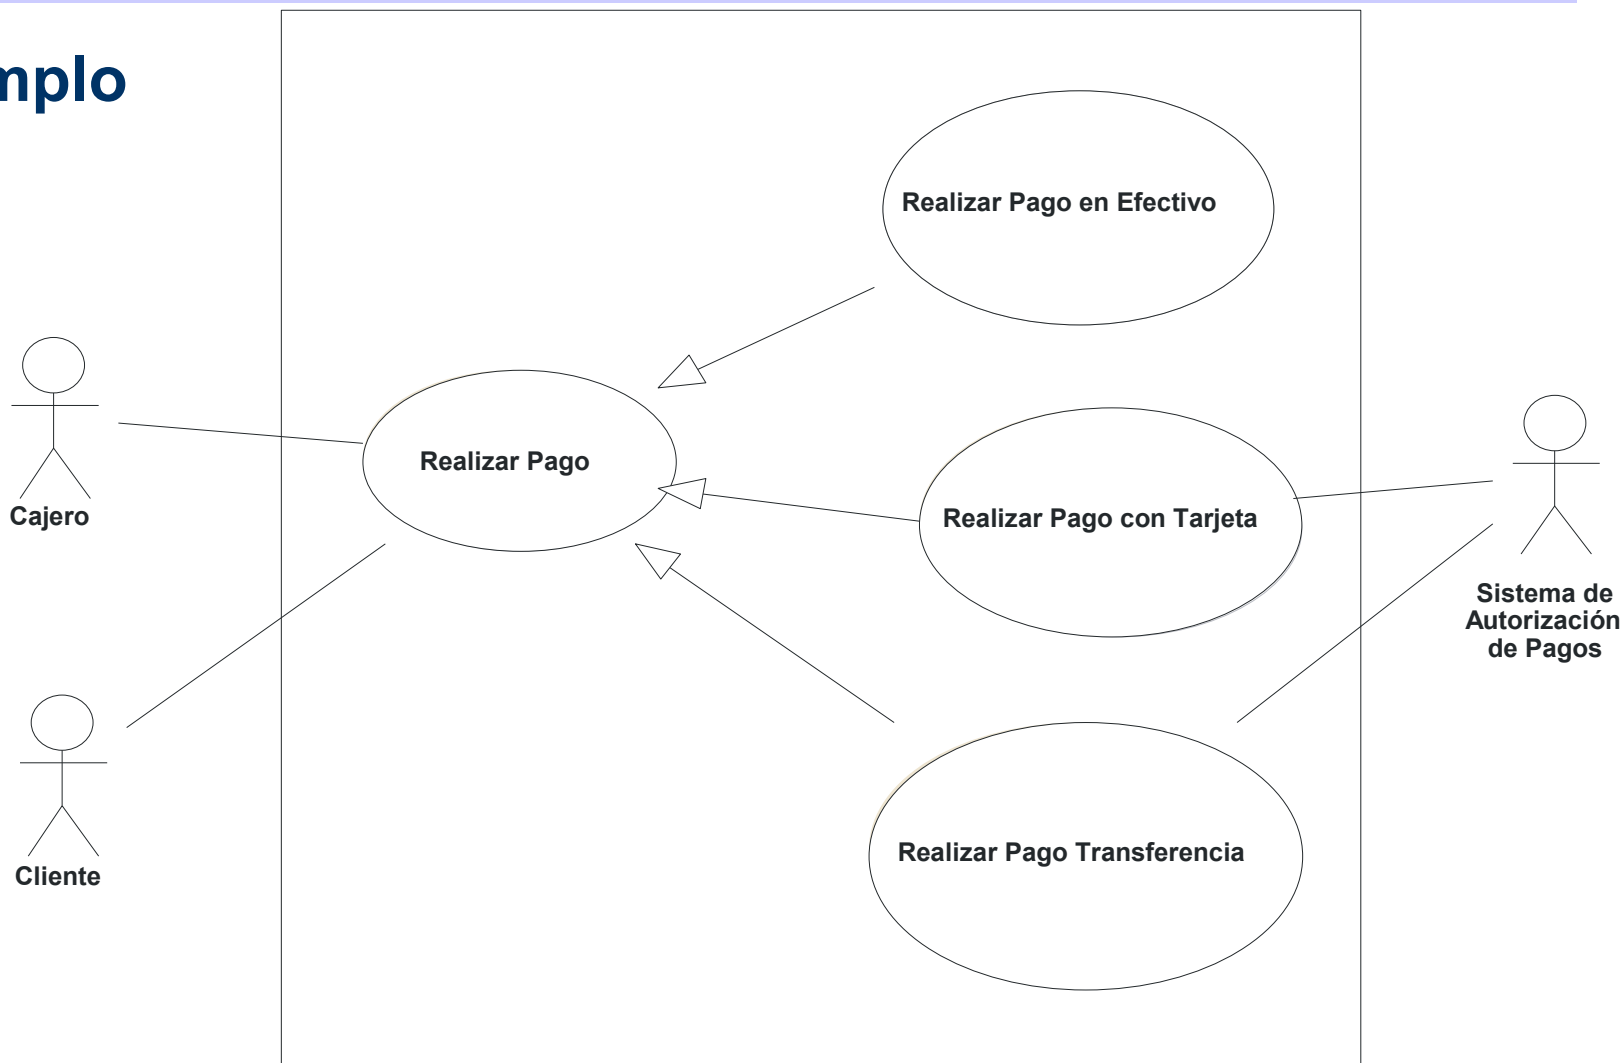 mplo
Realizar Pago en Efectivo
Realizar Pago
Realizar Pago con Tarjeta
Cajero
Sistema de
Autorización
de Pagos
Realizar Pago Transferencia
Cliente